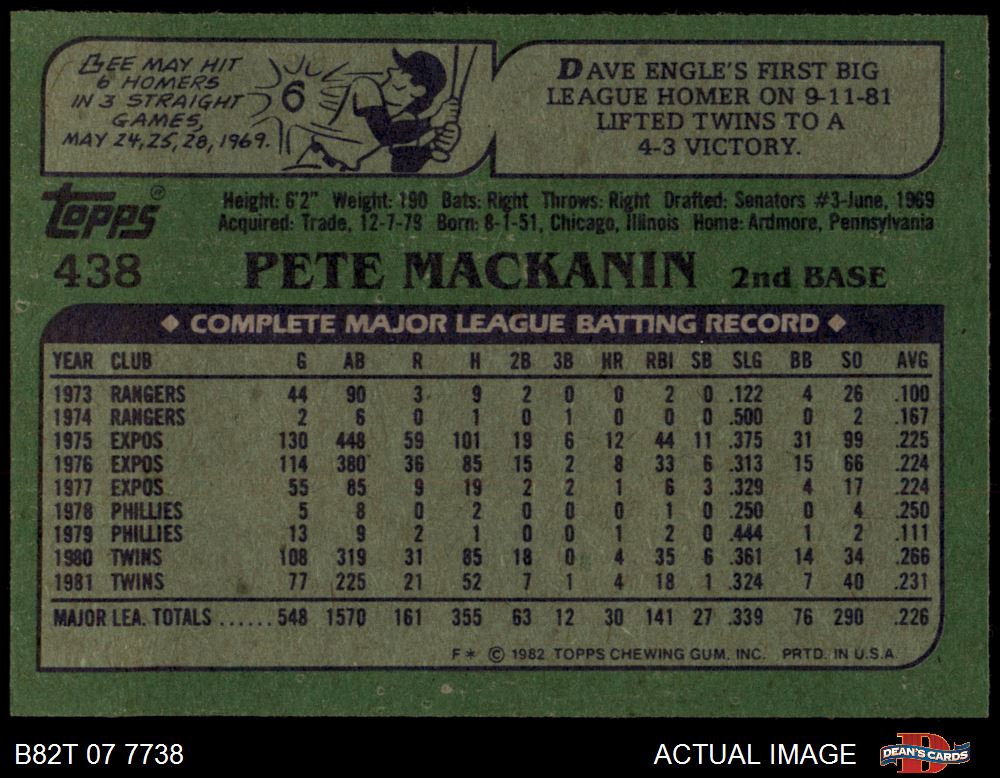 BEE MAY HIT
6 HOMERS
IN 3 STRAIGHT
GAMES,
MAY 24, 25, 28, 1969.
6
DAVE ENGLE'S FIRST BIG
LEAGUE HOMER ON 9-11-81
LIFTED TWINS TO A
4-3 VICTORY.
TOPPS®
Height: 6'2" Weight: 190 Bats: Right Throws: Right Drafted: Senators #3-June, 1969
Acquired: Trade, 12-7-79 Born: 8-1-51, Chicago, Illinois Home: Ardmore, Pennsylvania
438 PETE MACKANIN 2nd BASE
◆ COMPLETE MAJOR LEAGUE BATTING RECORD ◆
YEAR CLUB G AB R H 2B 3B HR RBI SB SLG BB SO AVG
1973 RANGERS 44 90 3 9 2 0 0 2 0 .122 4 26 .100
1974 RANGERS 2 6 0 1 0 1 0 0 0 .500 0 2 .167
1975 EXPOS 130 448 59 101 19 6 12 44 11 .375 31 99 .225
1976 EXPOS 114 380 36 85 15 2 8 33 6 .313 15 66 .224
1977 EXPOS 55 85 9 19 2 2 1 6 3 .329 4 17 .224
1978 PHILLIES 5 8 0 2 0 0 0 1 0 .250 0 4 .250
1979 PHILLIES 13 9 2 1 0 0 1 2 0 .444 1 2 .111
1980 TWINS 108 319 31 85 18 0 4 35 6 .361 14 34 .266
1981 TWINS 77 225 21 52 7 1 4 18 1 .324 7 40 .231
MAJOR LEA. TOTALS ...... 548 1570 161 355 63 12 30 141 27 .339 76 290 .226
F* © 1982 TOPPS CHEWING GUM, INC. PRTD. IN U.S.A.
B82T 07 7738 ACTUAL IMAGE DEAN'S CARDS